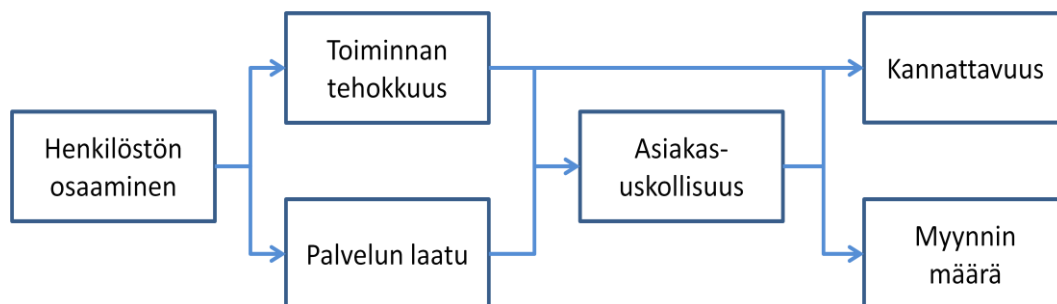 Toiminnan
tehokkuus
Kannattavuus
Henkilöstön
osaaminen
Asiakas-
uskollisuus
Palvelun laatu
Myynnin
määrä